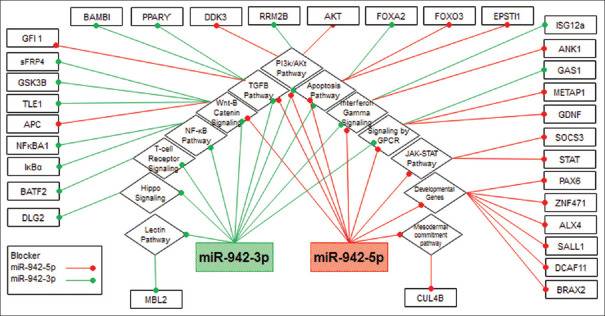 BAMBI
PPARY
DDK3
RRM2B
AKT
FOXA2
FOXO3
EPSTI1
GFI 1
sFRP4
GSK3B
TLE1
APC
NFκBA1
IκBα
BATF2
DLG2
PI3k/Akt
Pathway
TGFB
Pathway
Apoptosis
Pathway
Wnt-B
Catenin
Signaling
Interferon
Gamma
Signaling
NF-κB
Pathway
Signaling by
GPCR
T-cell
Receptor
Signaling
JAK-STAT
Pathway
Hippo
Signaling
Developmental
Genes
Lectin
Pathway
Mesodermal
commitment
pathway
ISG12a
ANK1
GAS1
METAP1
GDNF
SOCS3
STAT
PAX6
ZNF471
ALX4
SALL1
DCAF11
BRAX2
miR-942-3p
miR-942-5p
Blocker
miR-942-5p
miR-942-3p
MBL2
CUL4B